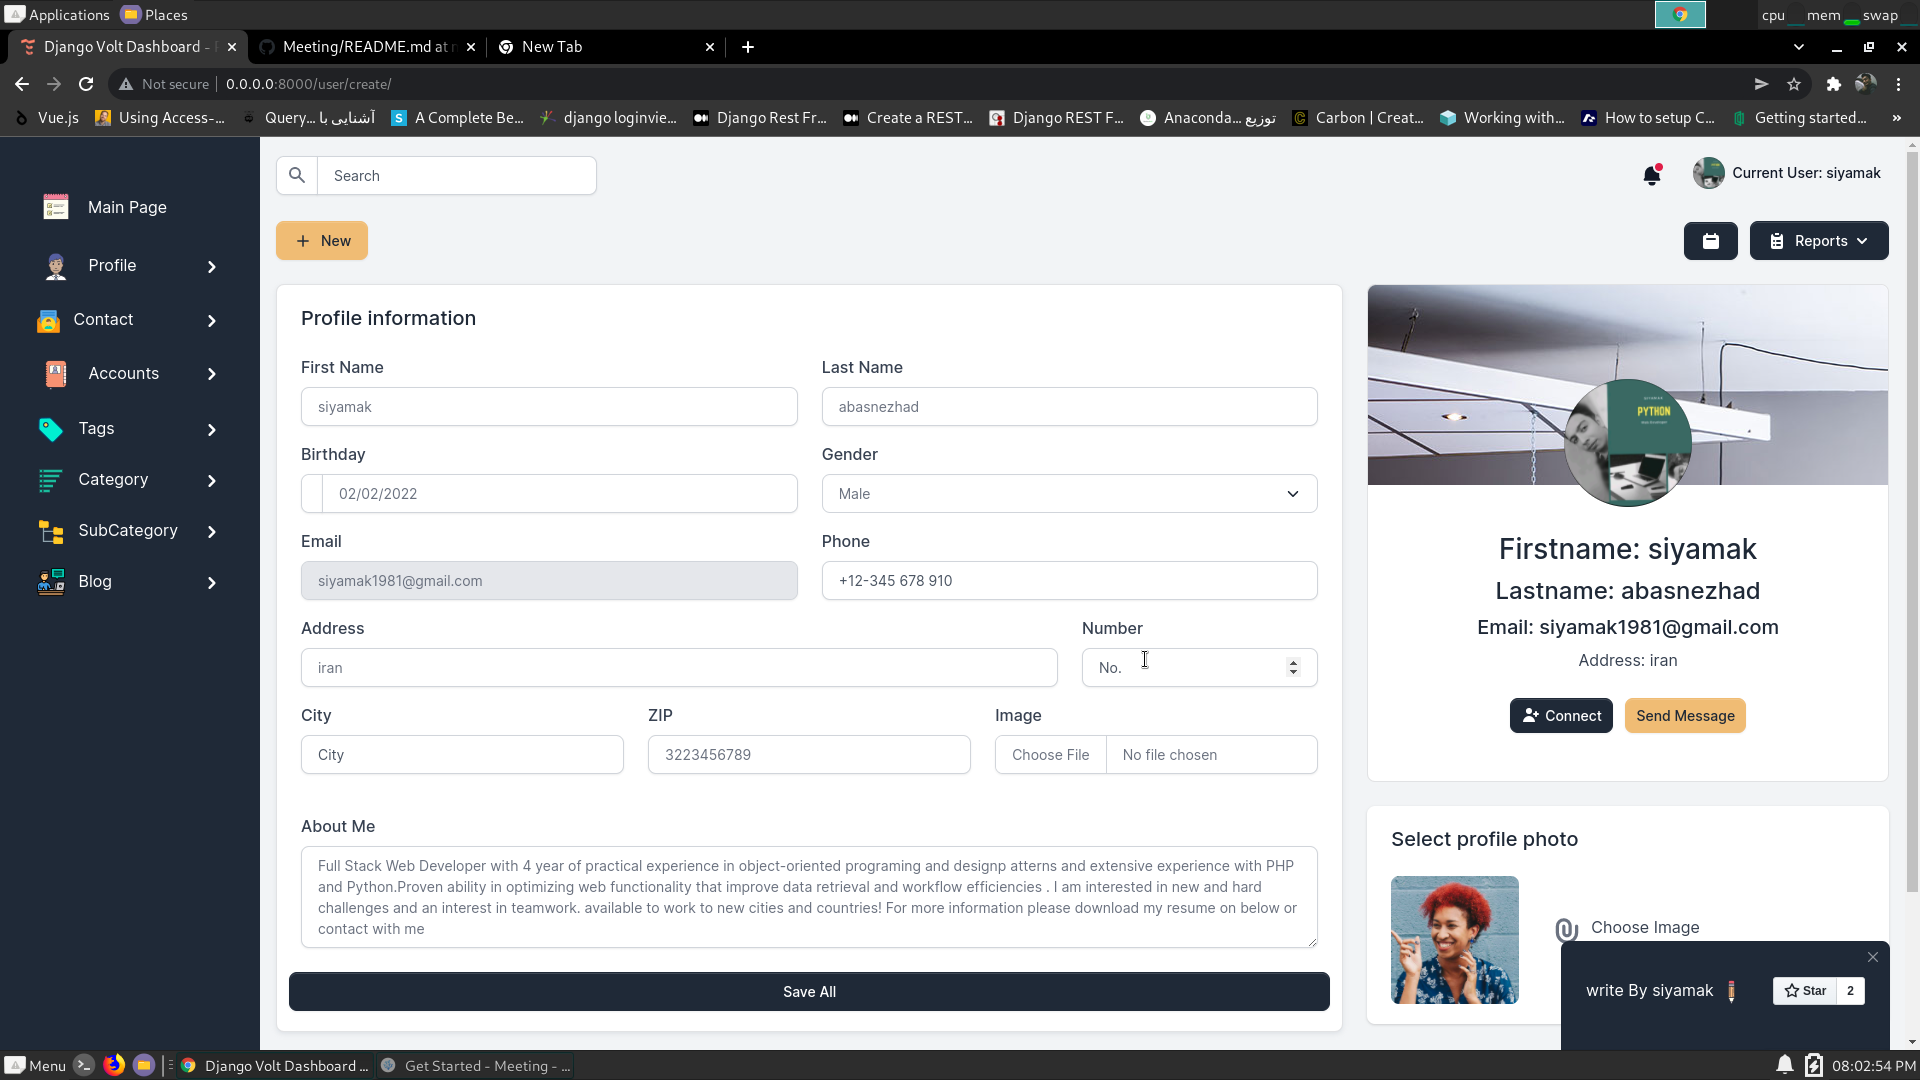 Applications Places cpu mem swap
Django Volt Dashboard - Meeting/README.md at New Tab
Not secure 0.0.0.0:8000/user/create/
Vue.js Using Access-... Query... آشنایی با A Complete Be... django loginvie... Django Rest Fr... Create a REST... Django REST F... Anaconda... توزیع Carbon | Creat... Working with... How to setup C... Getting started... »
Search
Current User: siyamak
New
Reports
Main Page
Profile
Contact
Accounts
Tags
Category
SubCategory
Blog
Profile information
First Name Last Name
siyamak abasnezhad
Birthday Gender
02/02/2022 Male
Email Phone
siyamak1981@gmail.com +12-345 678 910
Address Number
iran No.
City ZIP Image
City 3223456789 Choose File No file chosen
About Me
Full Stack Web Developer with 4 year of practical experience in object-oriented programing and designp atterns and extensive experience with PHP
and Python.Proven ability in optimizing web functionality that improve data retrieval and workflow efficiencies . I am interested in new and hard
challenges and an interest in teamwork. available to work to new cities and countries! For more information please download my resume on below or
contact with me
Save All
PYTHON
Firstname: siyamak
Lastname: abasnezhad
Email: siyamak1981@gmail.com
Address: iran
Connect Send Message
Select profile photo
Choose Image
write By siyamak Star 2
Menu Django Volt Dashboard ... Get Started - Meeting - ... 08:02:54 PM